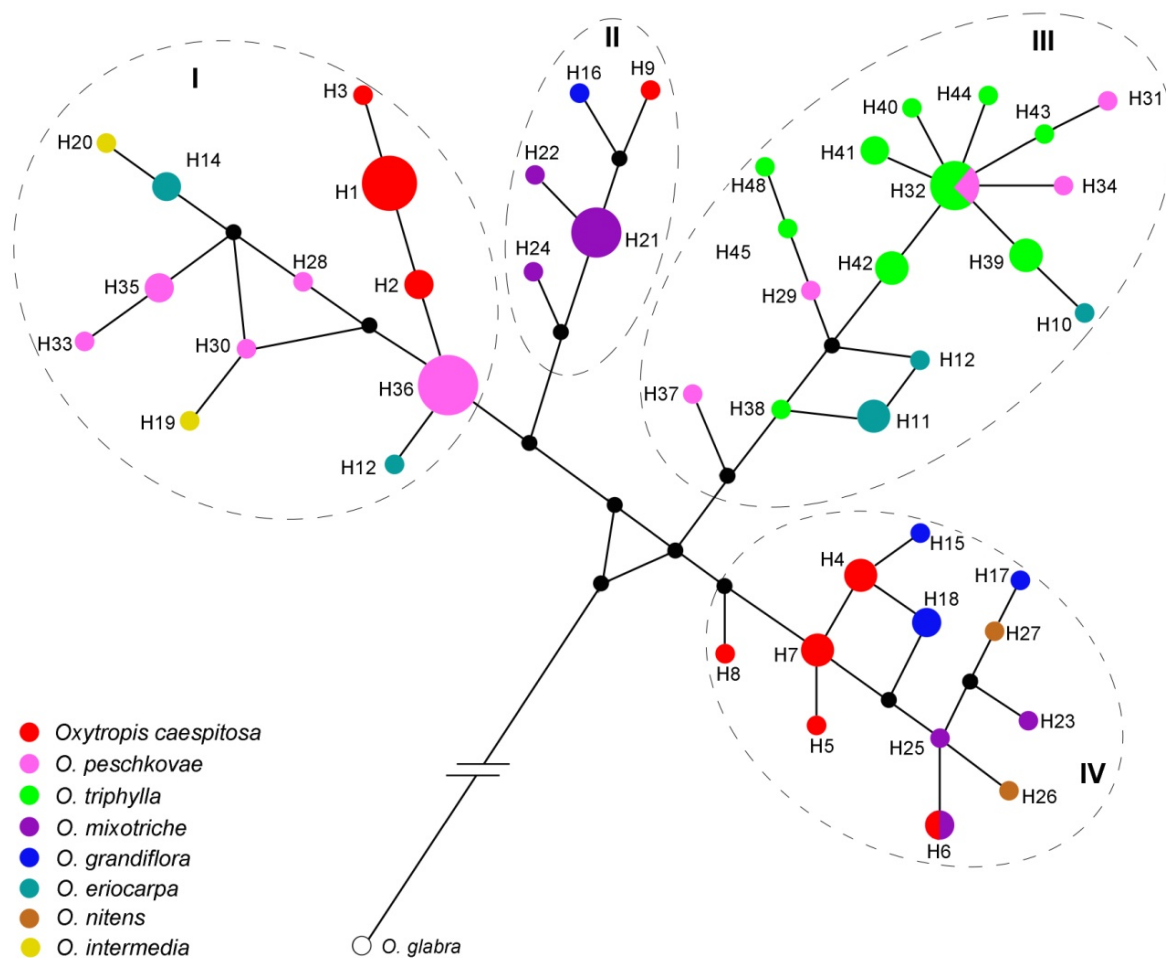 I
II
III
H3
H20
H14
H1
H35
H28
H2
H33
H30
H36
H19
H12
H16
H9
H22
H21
H24
H40
H44
H43
H31
H41
H48
H32
H34
H45
H42
H39
H29
H10
H12
H37
H38
H11
H15
H4
H17
H18
H27
H7
H8
H5
H25
H23
H26
H6
IV
Oxytropis caespitosa
O. peschkovae
O. triphylla
O. mixotriche
O. grandiflora
O. eriocarpa
O. nitens
O. intermedia
O. glabra